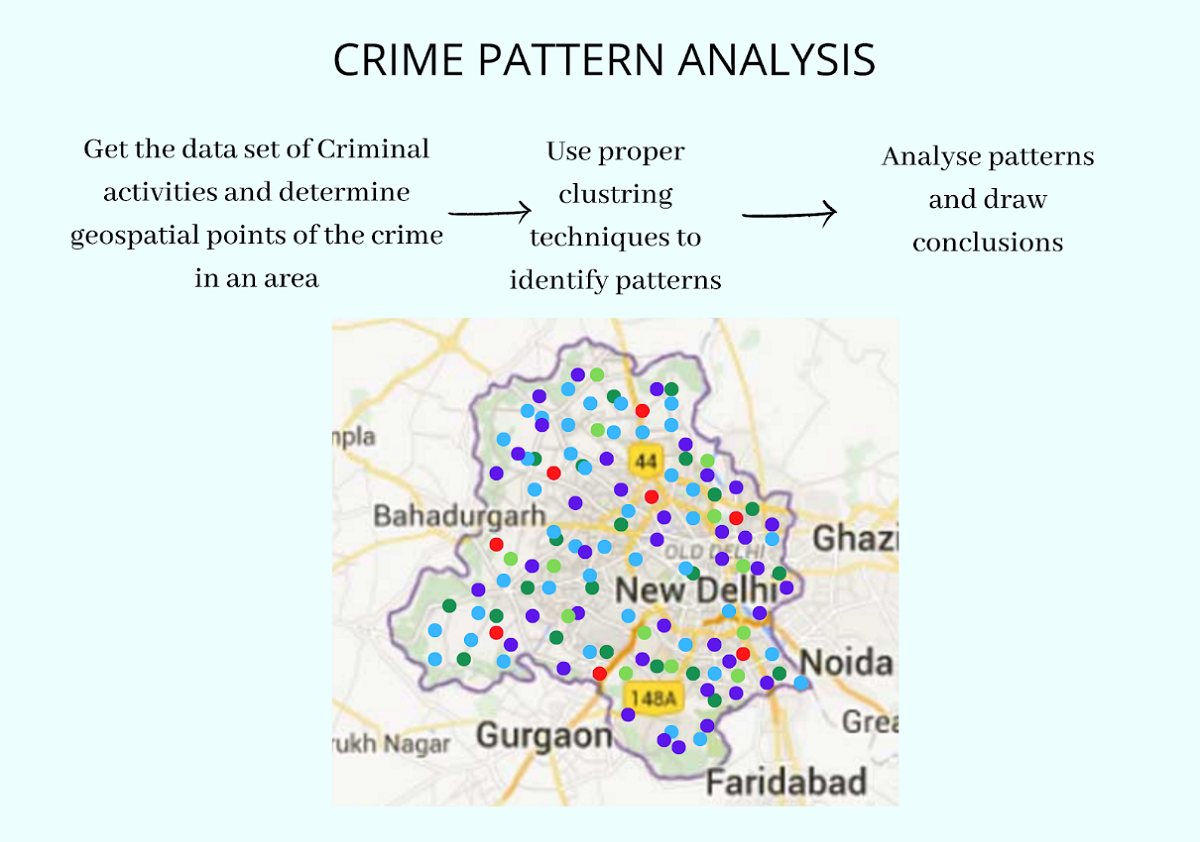 CRIME PATTERN ANALYSIS
Get the data set of Criminal
activities and determine
geospatial points of the crime
in an area
Use proper
clustring
techniques to
identify patterns
Analyse patterns
and draw
conclusions
npla
44
Bahadurgarh
Ghazi
OLD DELHI
New Delhi
Noida
148A
Grea
rukh Nagar
Gurgaon
Faridabad